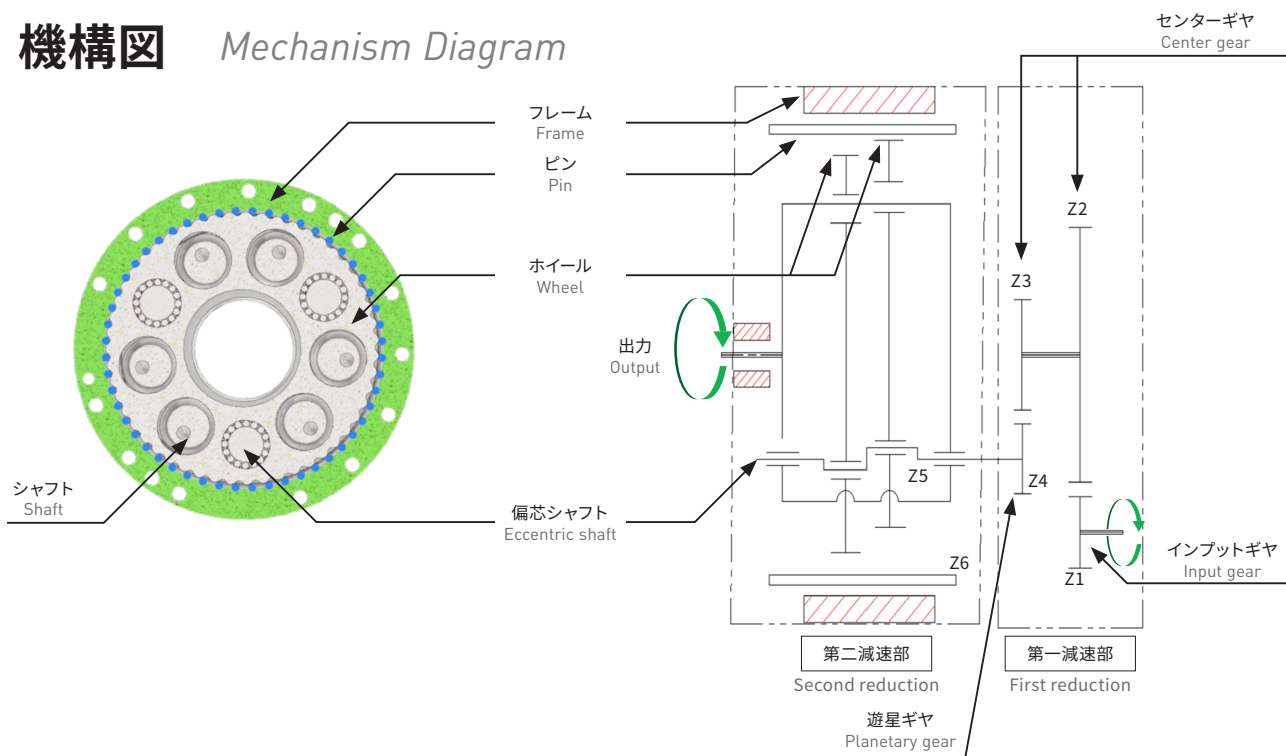 機構図 Mechanism Diagram
センターギヤ
Center gear
フレーム
Frame
ピン
Pin
Z2
ホイール
Wheel
Z3
出力
Output
シャフト
Shaft
偏芯シャフト
Eccentric shaft
Z5
Z4
インプットギヤ
Input gear
Z6
Z1
第二減速部
Second reduction
第一減速部
First reduction
遊星ギヤ
Planetary gear